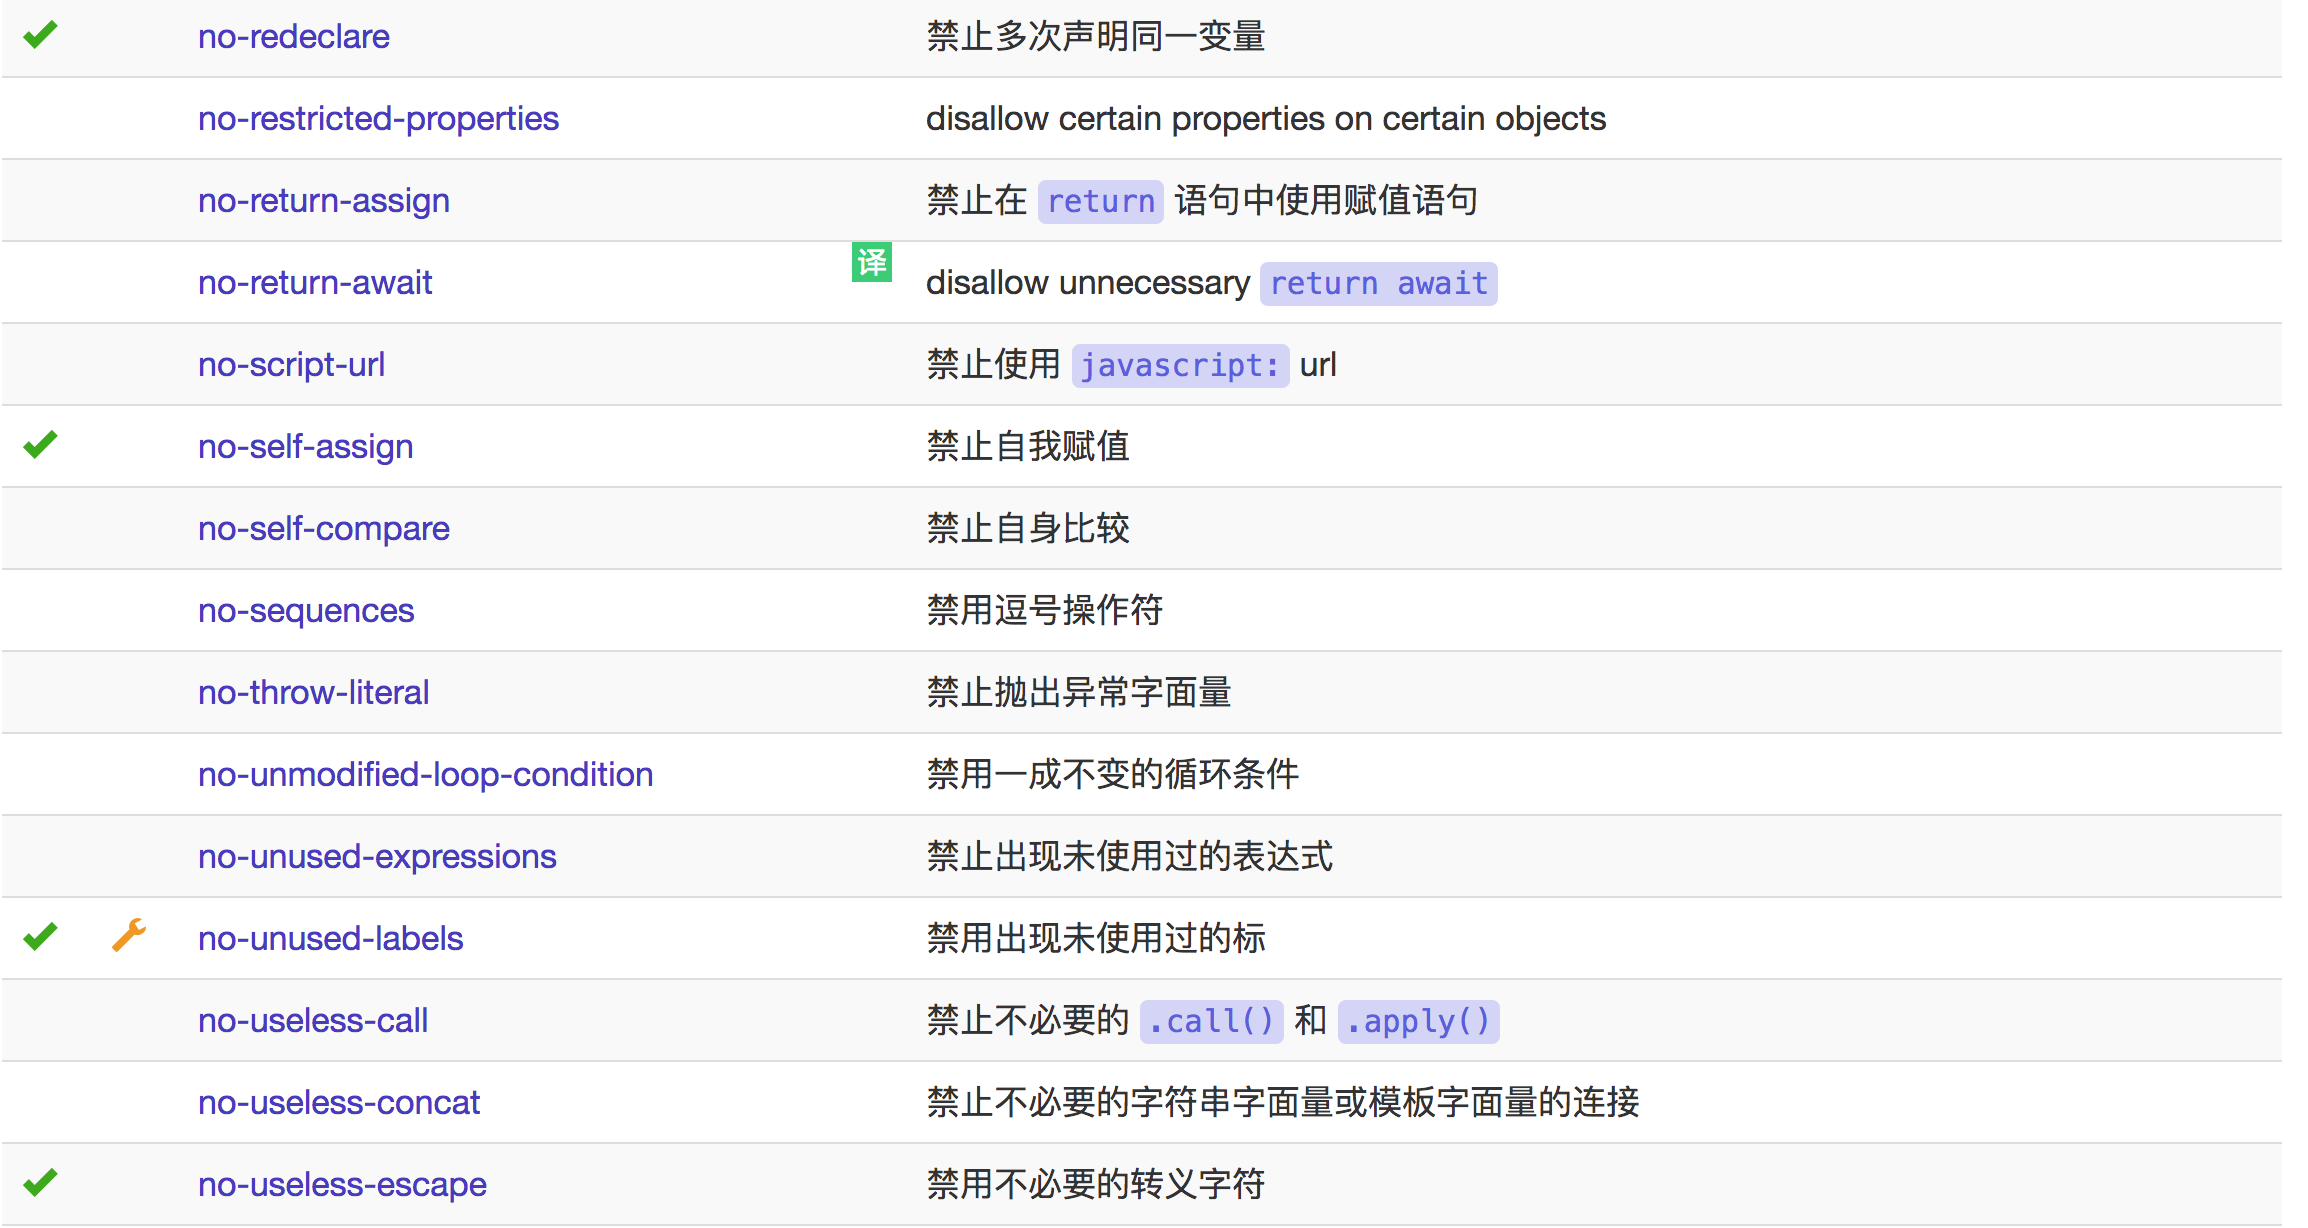 no-redeclare 禁止多次声明同一变量
no-restricted-properties disallow certain properties on certain objects
no-return-assign 禁止在 return 语句中使用赋值语句
译
no-return-await disallow unnecessary return await
no-script-url 禁止使用 javascript: url
no-self-assign 禁止自我赋值
no-self-compare 禁止自身比较
no-sequences 禁用逗号操作符
no-throw-literal 禁止抛出异常字面量
no-unmodified-loop-condition 禁用一成不变的循环条件
no-unused-expressions 禁止出现未使用过的表达式
no-unused-labels 禁用出现未使用过的标
no-useless-call 禁止不必要的 .call() 和 .apply()
no-useless-concat 禁止不必要的字符串字面量或模板字面量的连接
no-useless-escape 禁用不必要的转义字符